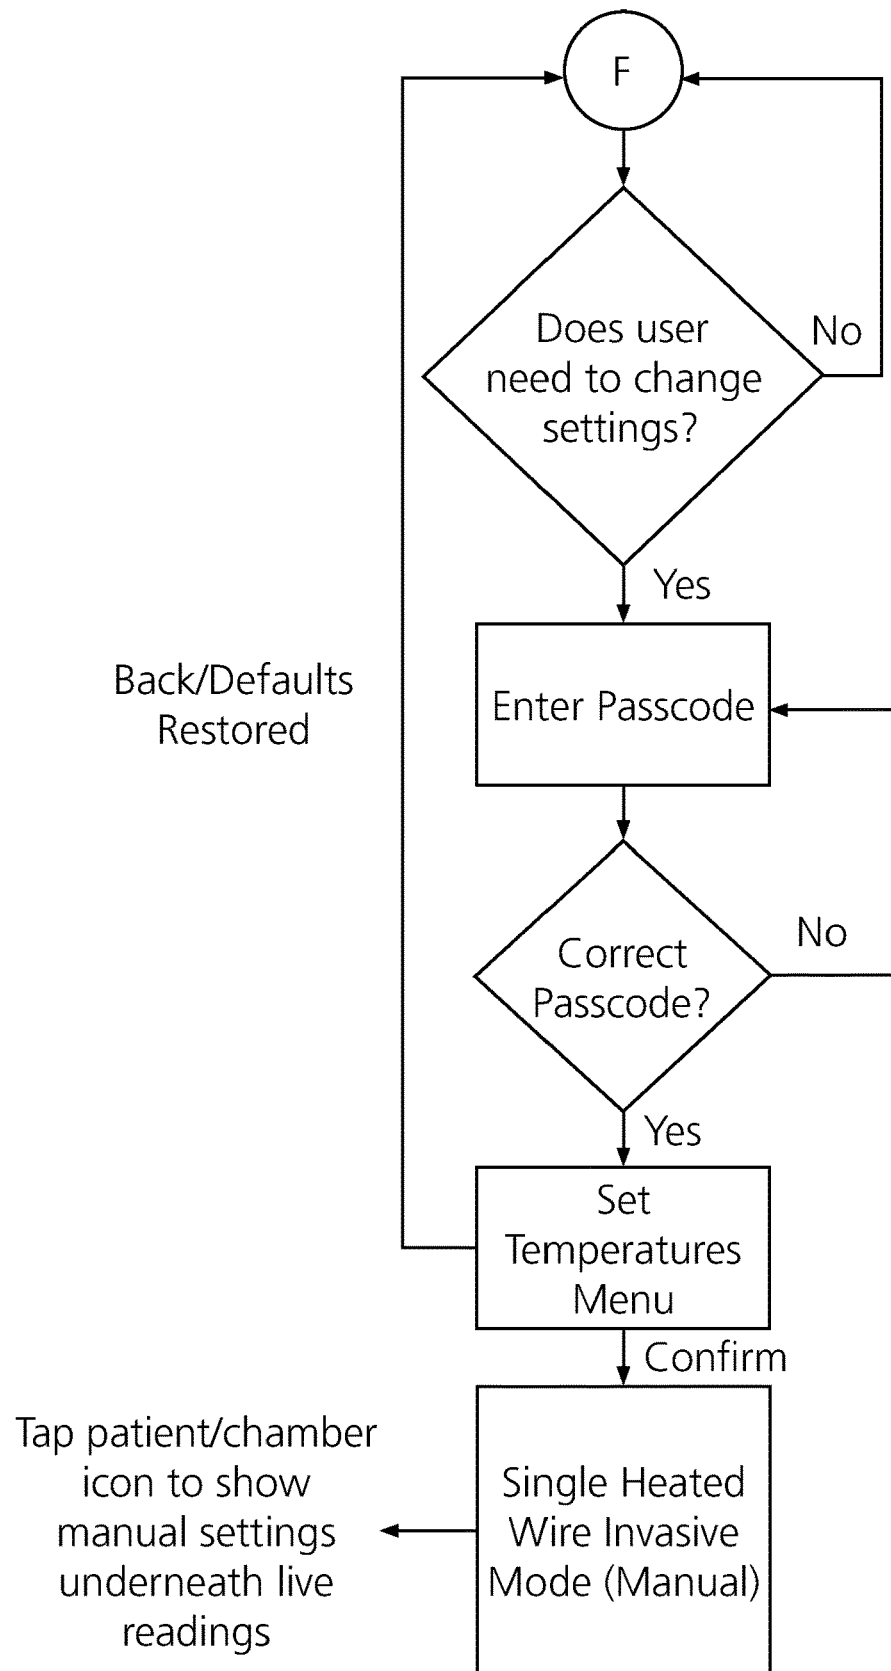 F
Does user
need to change
settings?
No
Yes
Back/Defaults
Restored
Enter Passcode
Correct
Passcode?
No
Yes
Set
Temperatures
Menu
Confirm
Tap patient/chamber
icon to show
manual settings
underneath live
readings
Single Heated
Wire Invasive
Mode (Manual)